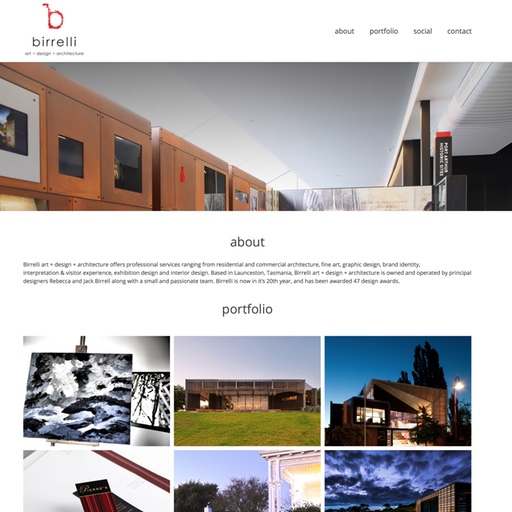 birrelli
art + design + architecture
about portfolio social contact
PORT ARTHUR
HISTORIC SITES
about
Birrelli art + design + architecture offers professional services ranging from residential and commercial architecture, fine art, graphic design, brand identity,
interpretation & visitor experience, exhibition design and interior design. Based in Launceston, Tasmania, Birrelli art + design + architecture is owned and operated by principal
designers Rebecca and Jack Birrell along with a small and passionate team. Birrelli is now in it's 20th year, and has been awarded 47 design awards.
portfolio